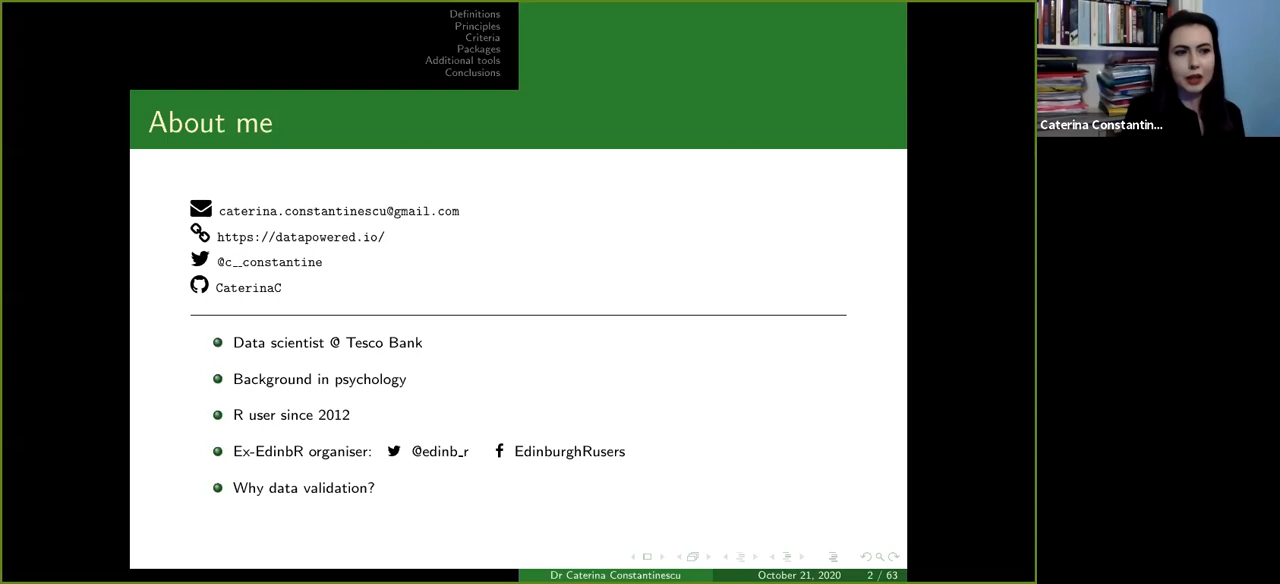 Definitions
Principles
Criteria
Packages
Additional tools
Conclusions
About me
caterina.constantinescu@gmail.com
https://datapowered.io/
@c__constantine
CaterinaC
Data scientist @ Tesco Bank
Background in psychology
R user since 2012
Ex-EdinbR organiser: @edinb_r EdinburghRusers
Why data validation?
Dr Caterina Constantinescu October 21, 2020 2 / 63
Caterina Constantin...